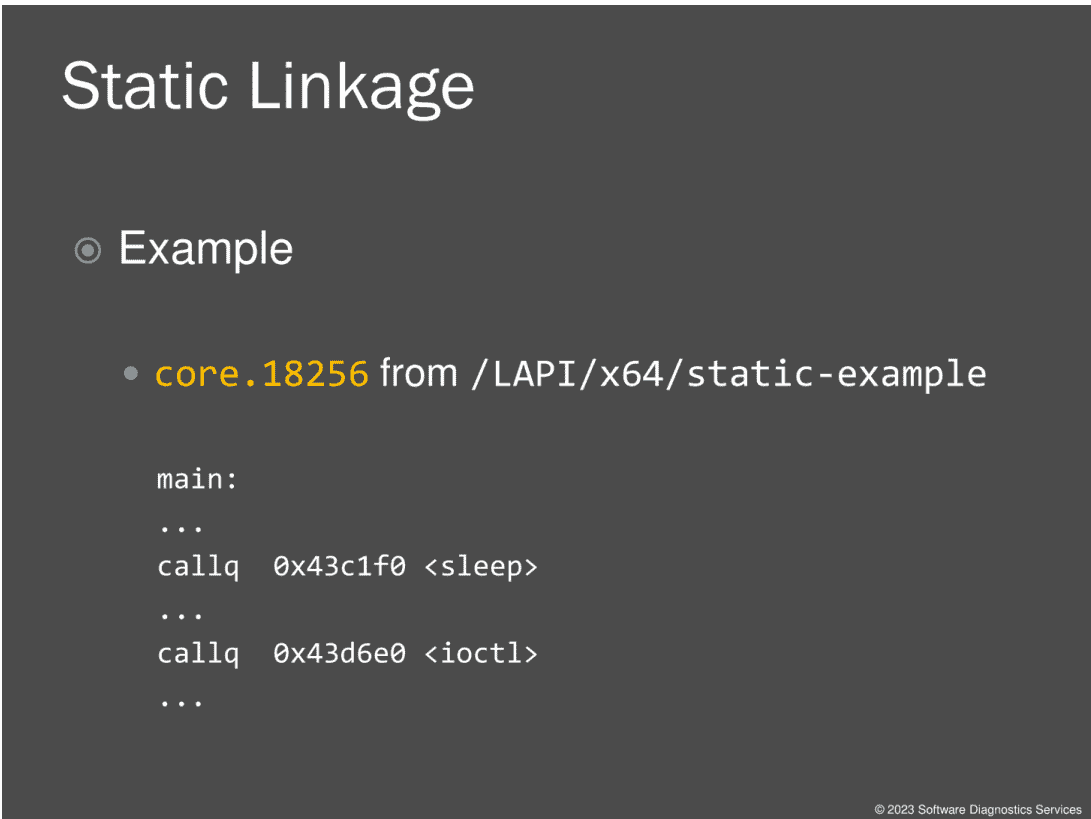 Static Linkage
Example
core.18256 from /LAPI/x64/static-example
main:
...
callq  0x43c1f0 <sleep>
...
callq  0x43d6e0 <ioctl>
...
© 2023 Software Diagnostics Services